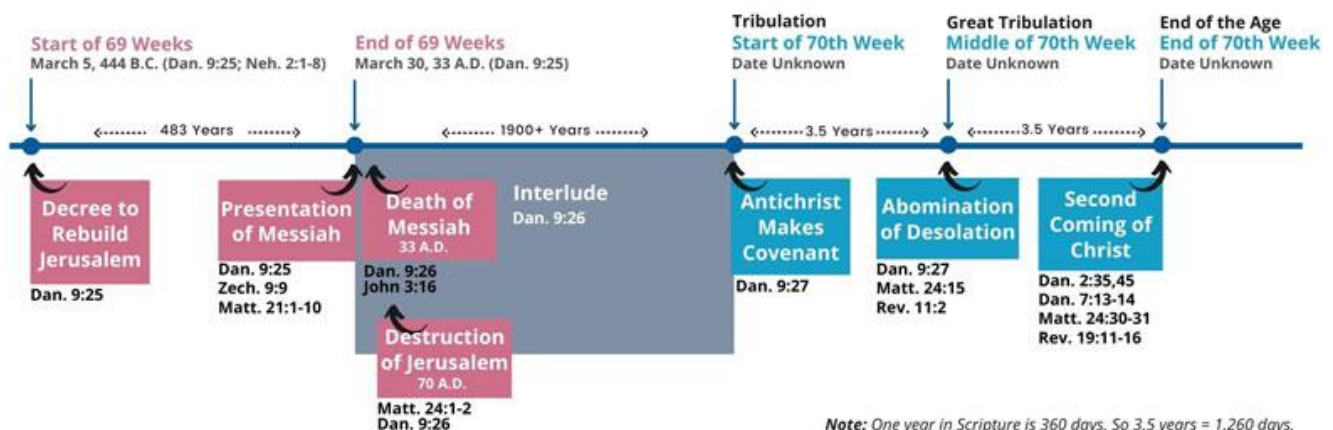 Start of 69 Weeks
March 5, 444 B.C. (Dan. 9:25; Neh. 2:1-8)
End of 69 Weeks
March 30, 33 A.D. (Dan. 9:25)
Tribulation
Start of 70th Week
Date Unknown
Great Tribulation
Middle of 70th Week
Date Unknown
End of the Age
End of 70th Week
Date Unknown
483 Years
1900+ Years
3.5 Years
3.5 Years
Decree to
Rebuild
Jerusalem
Dan. 9:25
Presentation
of Messiah
Dan. 9:25
Zech. 9:9
Matt. 21:1-10
Death of
Messiah
33 A.D.
Dan. 9:26
John 3:16
Destruction
of Jerusalem
70 A.D.
Matt. 24:1-2
Dan. 9:26
Interlude
Dan. 9:26
Antichrist
Makes
Covenant
Dan. 9:27
Abomination
of Desolation
Dan. 9:27
Matt. 24:15
Rev. 11:2
Second
Coming of
Christ
Dan. 2:35,45
Dan. 7:13-14
Matt. 24:30-31
Rev. 19:11-16
Note: One year in Scripture is 360 days. So 3.5 years = 1,260 days.